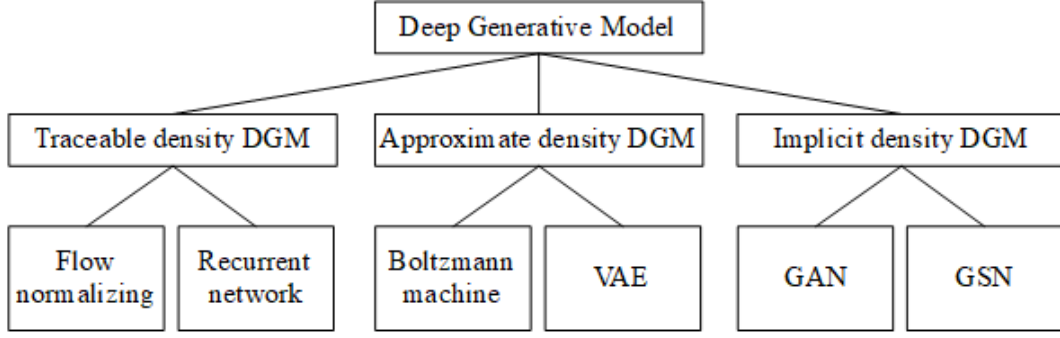 Deep Generative Model
Traceable density DGM
Approximate density DGM
Implicit density DGM
Flow
normalizing
Recurrent
network
Boltzmann
machine
VAE
GAN
GSN